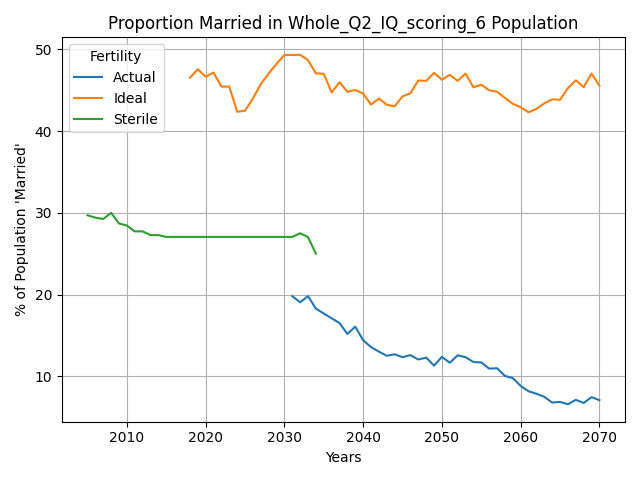 Proportion Married in Whole_Q2_IQ_scoring_6 Population
% of Population 'Married'
50
40
30
20
10
Fertility
Actual
Ideal
Sterile
2010 2020 2030 2040 2050 2060 2070
Years